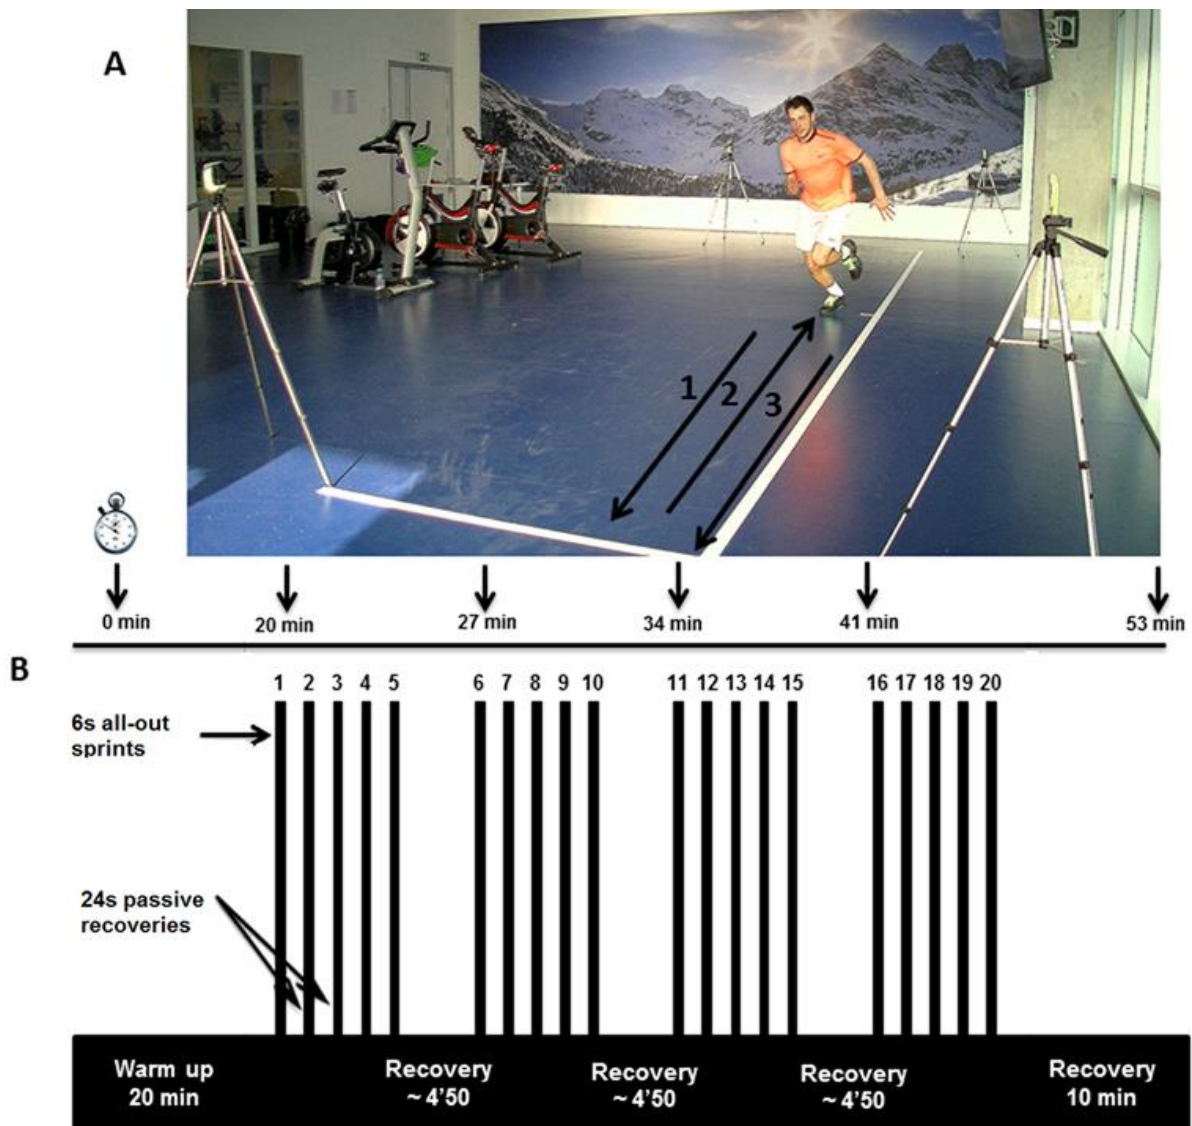 A
1
2
3
0 min
20 min
27 min
34 min
41 min
53 min
B
1 2 3 4 5 6 7 8 9 10 11 12 13 14 15 16 17 18 19 20
6s all-out
sprints
24s passive
recoveries
Warm up
20 min
Recovery
~ 4'50
Recovery
~ 4'50
Recovery
~ 4'50
Recovery
10 min